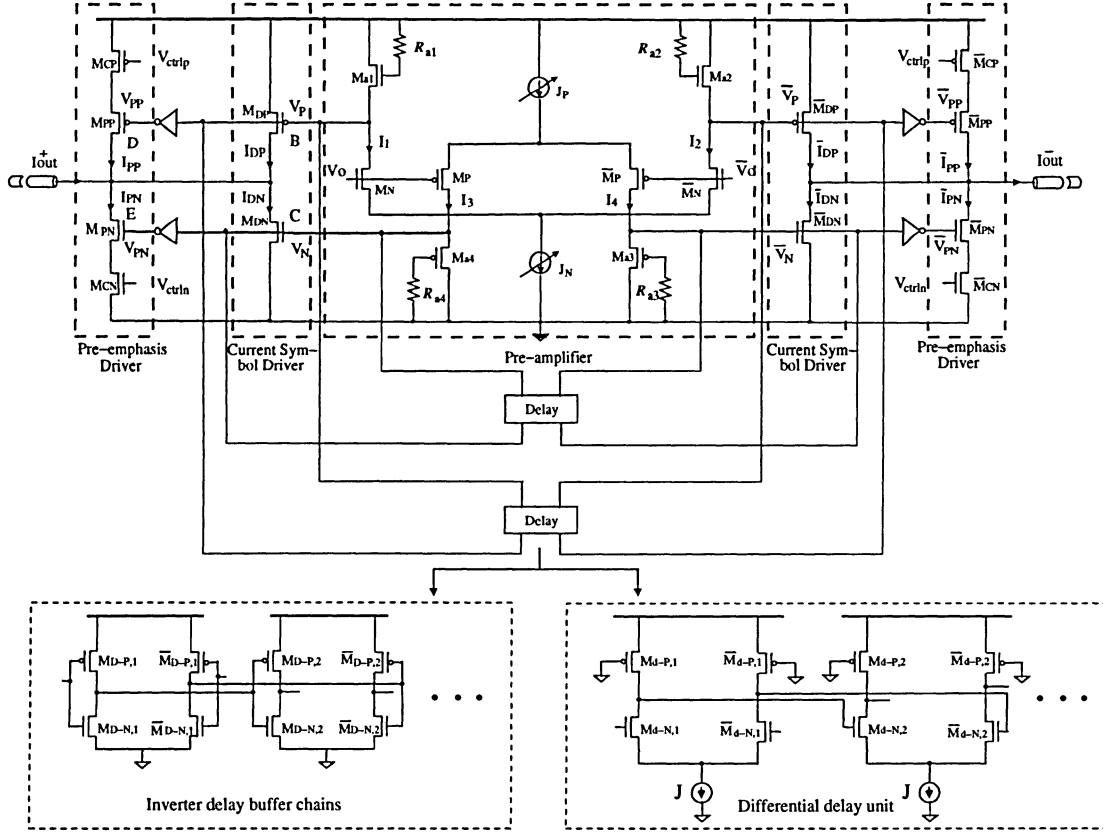 MCP
Vctrlp
VPP
MPP
D
IPP
+
Iout
IPN
E
MPN
VPN
MCN
Vctrln
Pre-emphasis
Driver
MDP
VP
B
IDP
IDN
C
MDN
VN
Current Sym-
bol Driver
Ra1
Ma1
I1
Vo
MN
MP
I3
Ma4
Ra4
JP
JN
Pre-amplifier
Ra2
Ma2
I2
V̅o
M̅P
M̅N
I4
Ma3
Ra3
V̅P
M̅DP
I̅DP
I̅DN
M̅DN
V̅N
Current Sym-
bol Driver
Vctrlp
M̅CP
V̅PP
M̅PP
I̅PP
-
Iout
I̅PN
M̅PN
V̅PN
Vctrln
M̅CN
Pre-emphasis
Driver
Delay
Delay
MD-P,1
M̅D-P,1
MD-P,2
M̅D-P,2
MD-N,1
M̅D-N,1
MD-N,2
M̅D-N,2
• • •
Inverter delay buffer chains
Md-P,1
M̅d-P,1
Md-P,2
M̅d-P,2
Md-N,1
M̅d-N,1
Md-N,2
M̅d-N,2
• • •
J
J
Differential delay unit